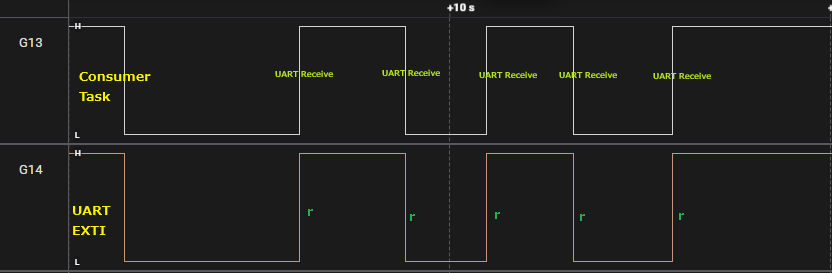 +10 s
+
H
G13
UART Receive
UART Receive
UART Receive
UART Receive
UART Receive
Consumer
Task
L
H
G14
UART
EXTI
r
r
r
r
r
L